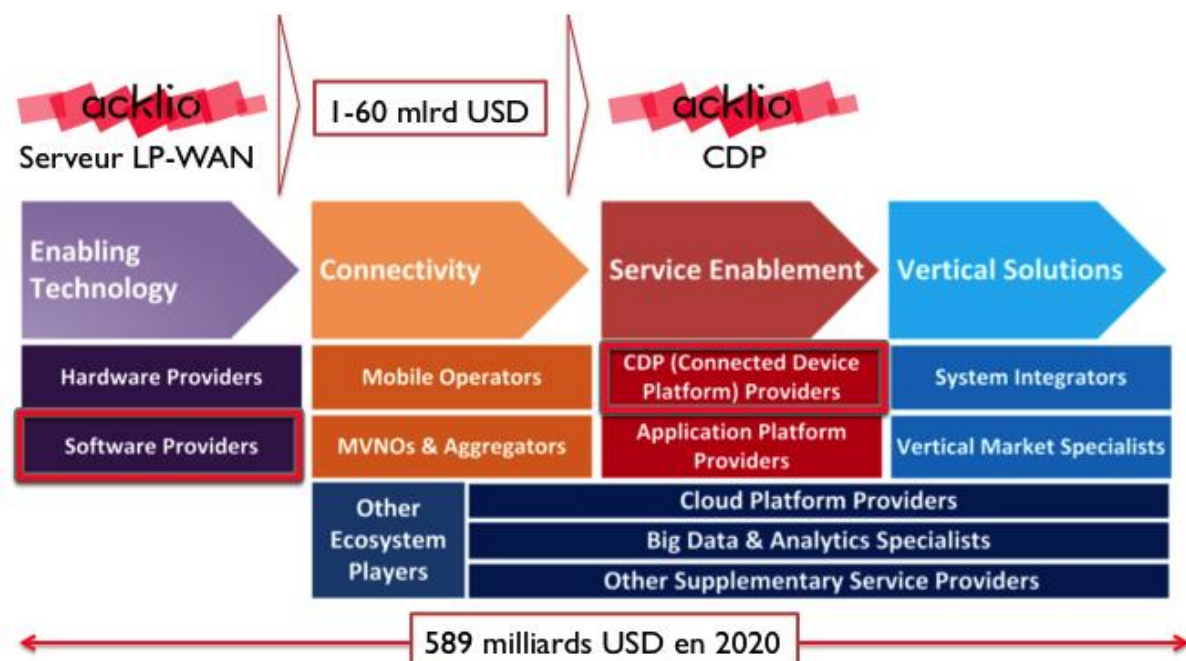 acklio
Serveur LP-WAN
1-60 mlrd USD
acklio
CDP
Enabling
Technology
Connectivity
Service Enablement
Vertical Solutions
Hardware Providers
Mobile Operators
CDP (Connected Device
Platform) Providers
System Integrators
Software Providers
MVNOs & Aggregators
Application Platform
Providers
Vertical Market Specialists
Other
Ecosystem
Players
Cloud Platform Providers
Big Data & Analytics Specialists
Other Supplementary Service Providers
589 milliards USD en 2020